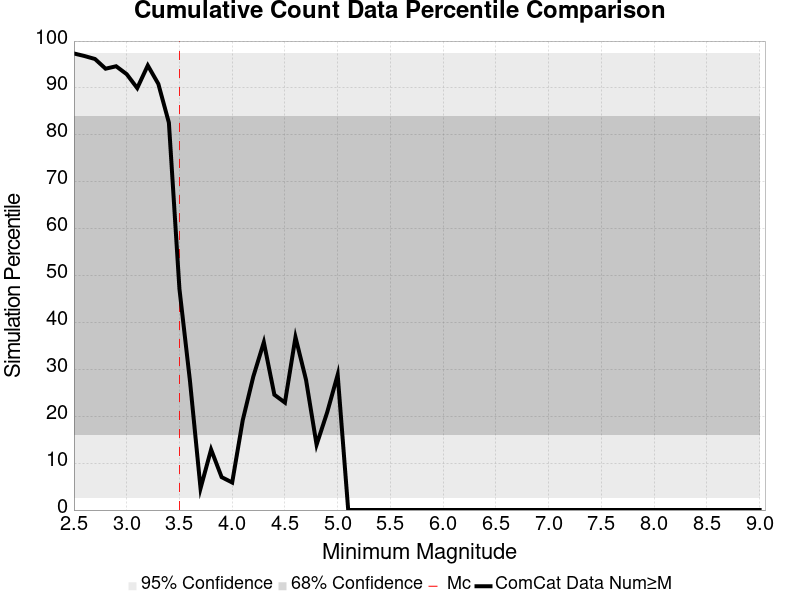 Cumulative Count Data Percentile Comparison
100
90
80
70
60
50
40
30
20
10
0
Simulation Percentile
2.5 3.0 3.5 4.0 4.5 5.0 5.5 6.0 6.5 7.0 7.5 8.0 8.5 9.0
Minimum Magnitude
95% Confidence 68% Confidence Mc ComCat Data Num≥M